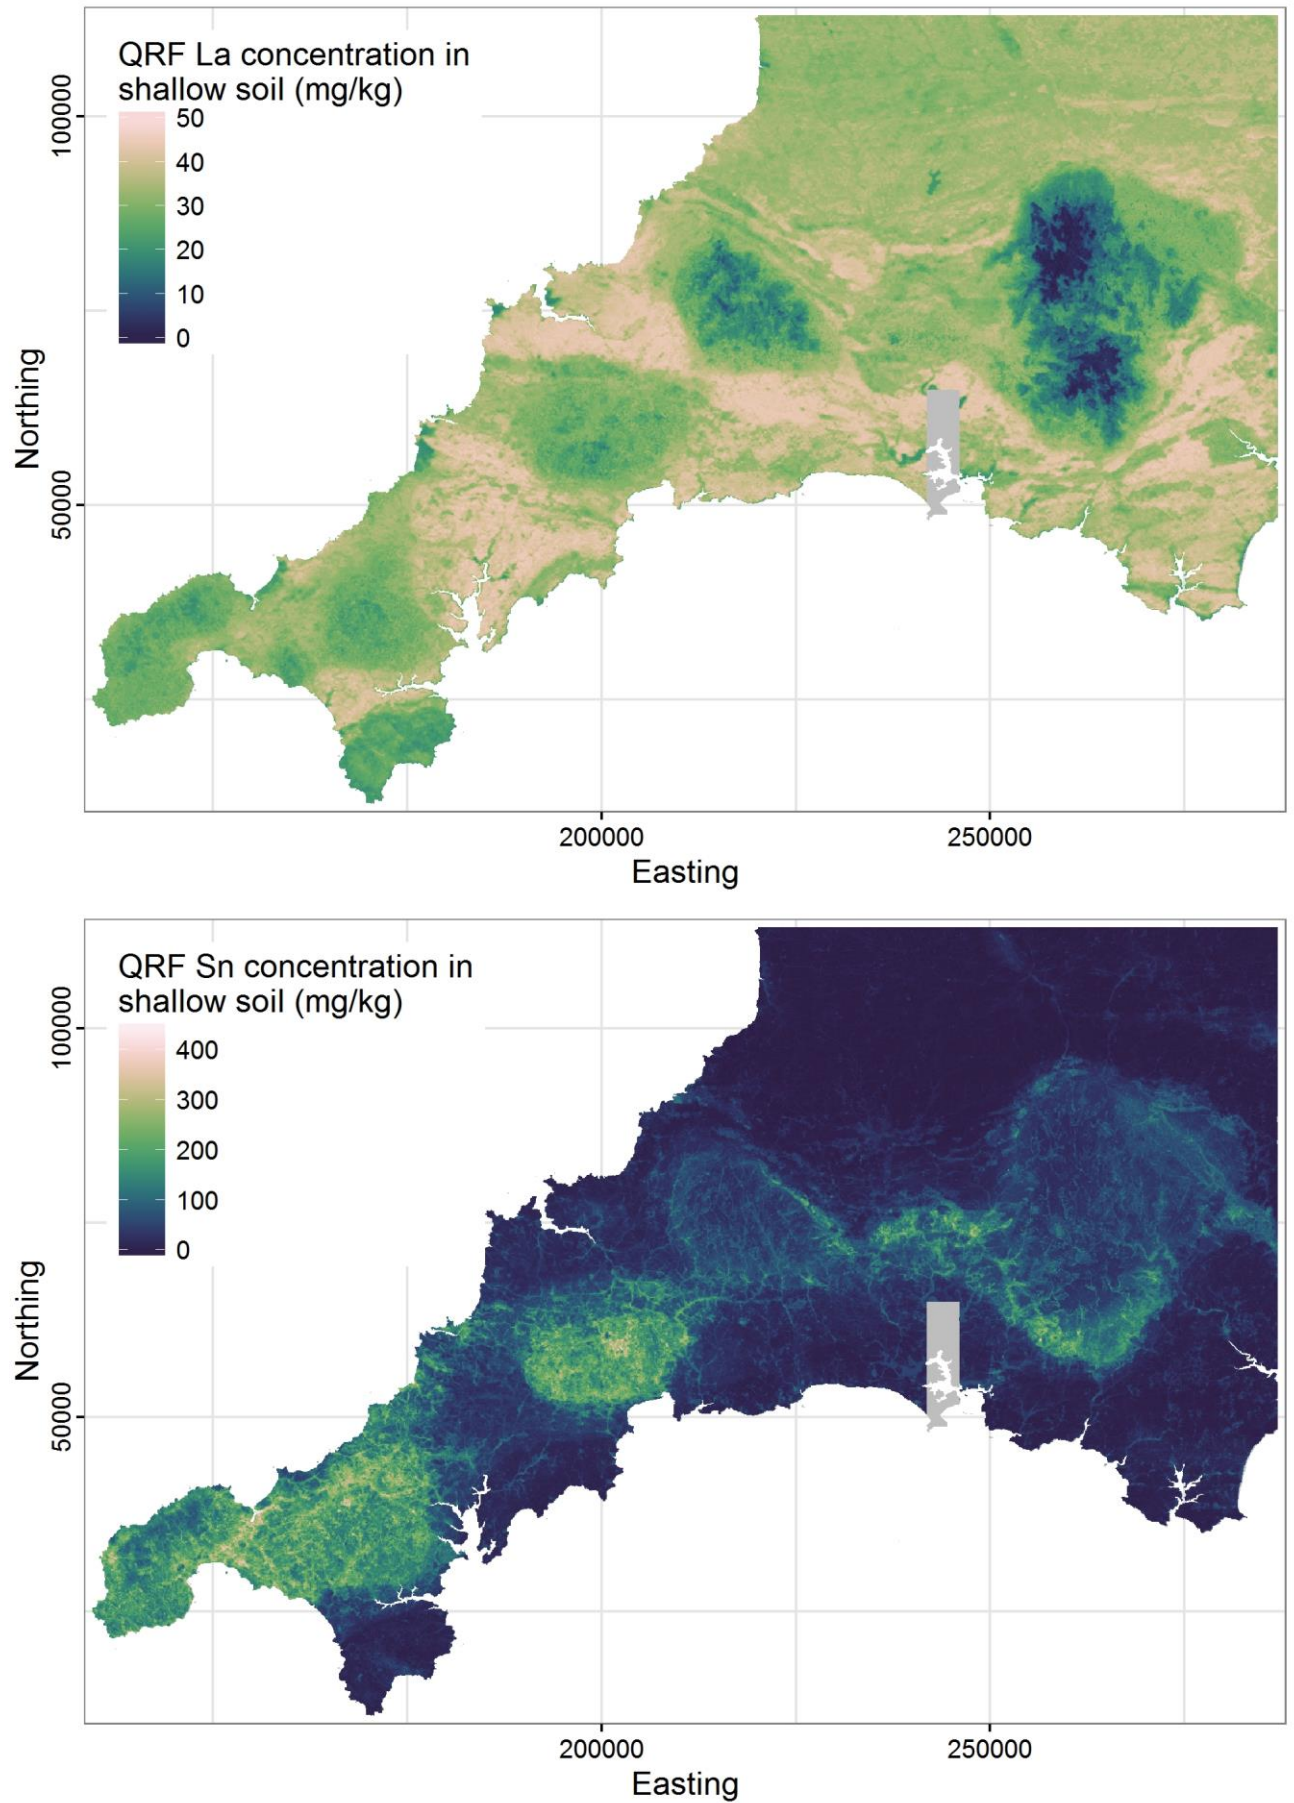 QRF La concentration in
shallow soil (mg/kg)
50
40
30
20
10
0
100000
50000
Northing
200000
250000
Easting
QRF Sn concentration in
shallow soil (mg/kg)
400
300
200
100
0
100000
50000
Northing
200000
250000
Easting